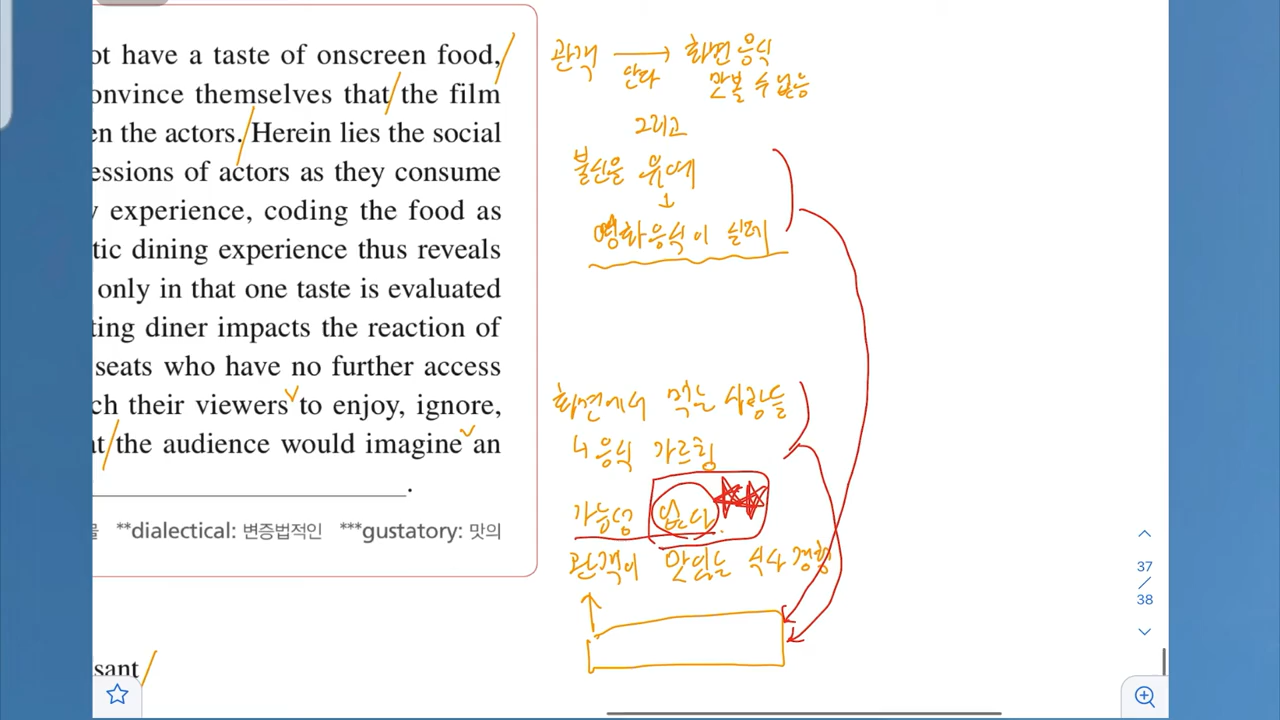 ot have a taste of onscreen food,
onvince themselves that the film
en the actors. Herein lies the social
essions of actors as they consume
y experience, coding the food as
tic dining experience thus reveals
only in that one taste is evaluated
ting diner impacts the reaction of
seats who have no further access
ch their viewers to enjoy, ignore,
at the audience would imagine an
.
물 **dialectical: 변증법적인 ***gustatory: 맛의
sant
관객 → 화면 음식
안다 맛볼 수 없음
그리고
불신을 유예
↓
영화음식이 실제
화면에서 먹는 사람들
음식 가르침
가능성 없다.
관객이 맛있는 식사 경험
37
/
38